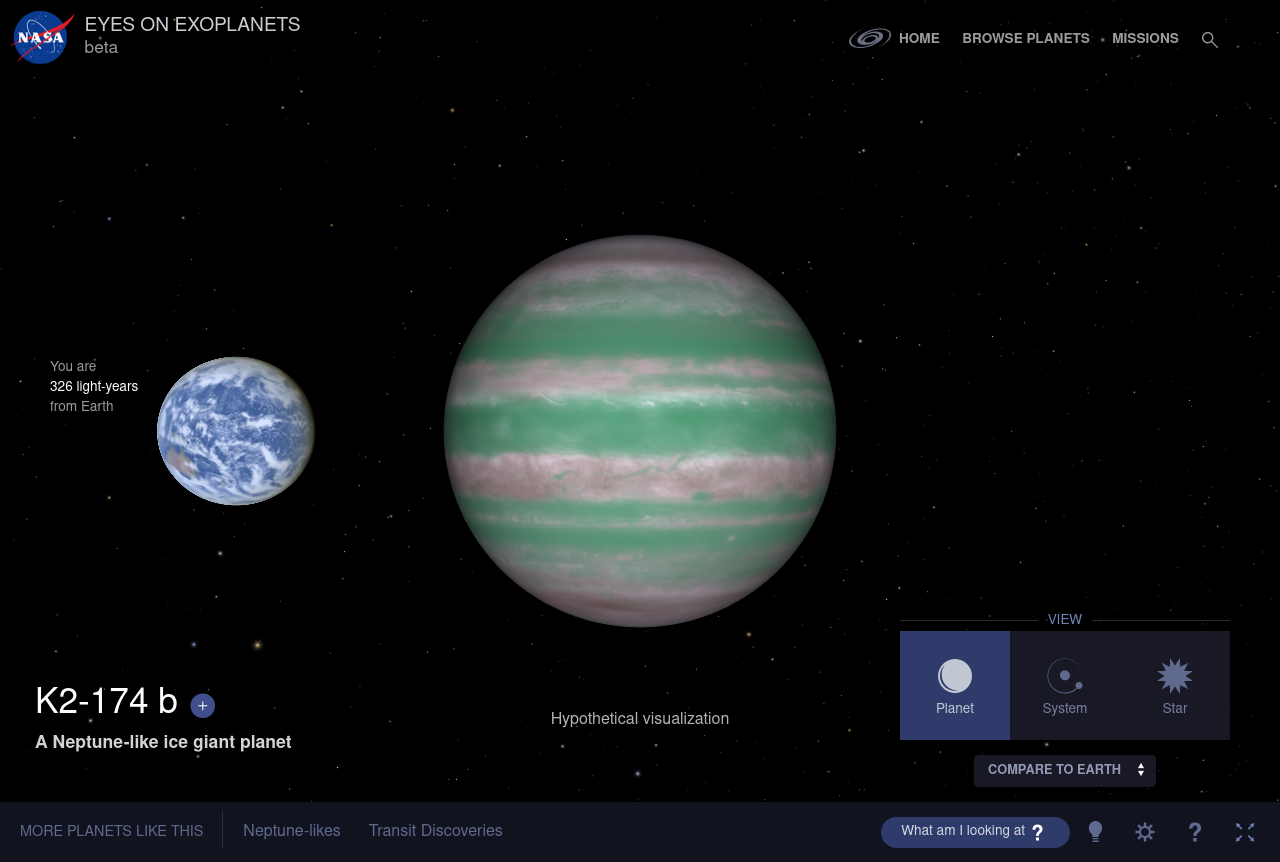 NASA
EYES ON EXOPLANETS
beta
HOME
BROWSE PLANETS
MISSIONS
You are
326 light-years
from Earth
K2-174 b +
A Neptune-like ice giant planet
Hypothetical visualization
VIEW
Planet
System
Star
COMPARE TO EARTH
MORE PLANETS LIKE THIS
Neptune-likes
Transit Discoveries
What am I looking at ?
?